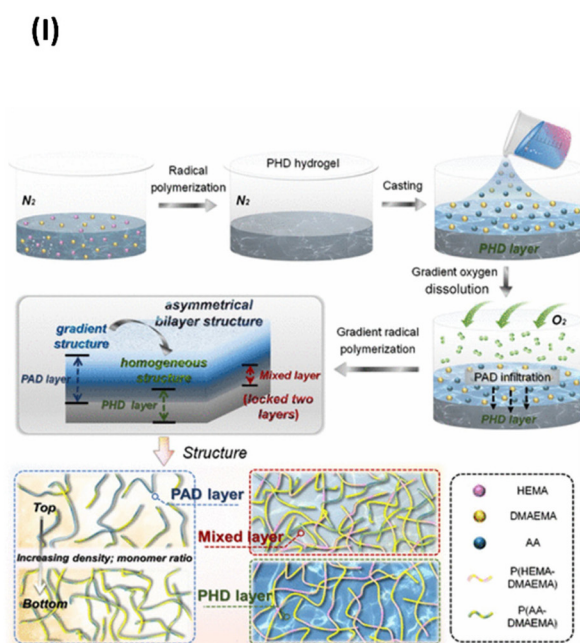 (I)
Radical
polymerization
PHD hydrogel
Casting
N2
N2
PHD layer
Gradient oxygen
dissolution
O2
PAD infiltration
PHD layer
Gradient radical
polymerization
asymmetrical
bilayer structure
gradient
structure
homogeneous
structure
PAD layer
PHD layer
Mixed layer
(locked two
layers)
Structure
Top
Increasing density; monomer ratio
Bottom
PAD layer
Mixed layer
PHD layer
HEMA
DMAEMA
AA
P(HEMA-
DMAEMA)
P(AA-
DMAEMA)